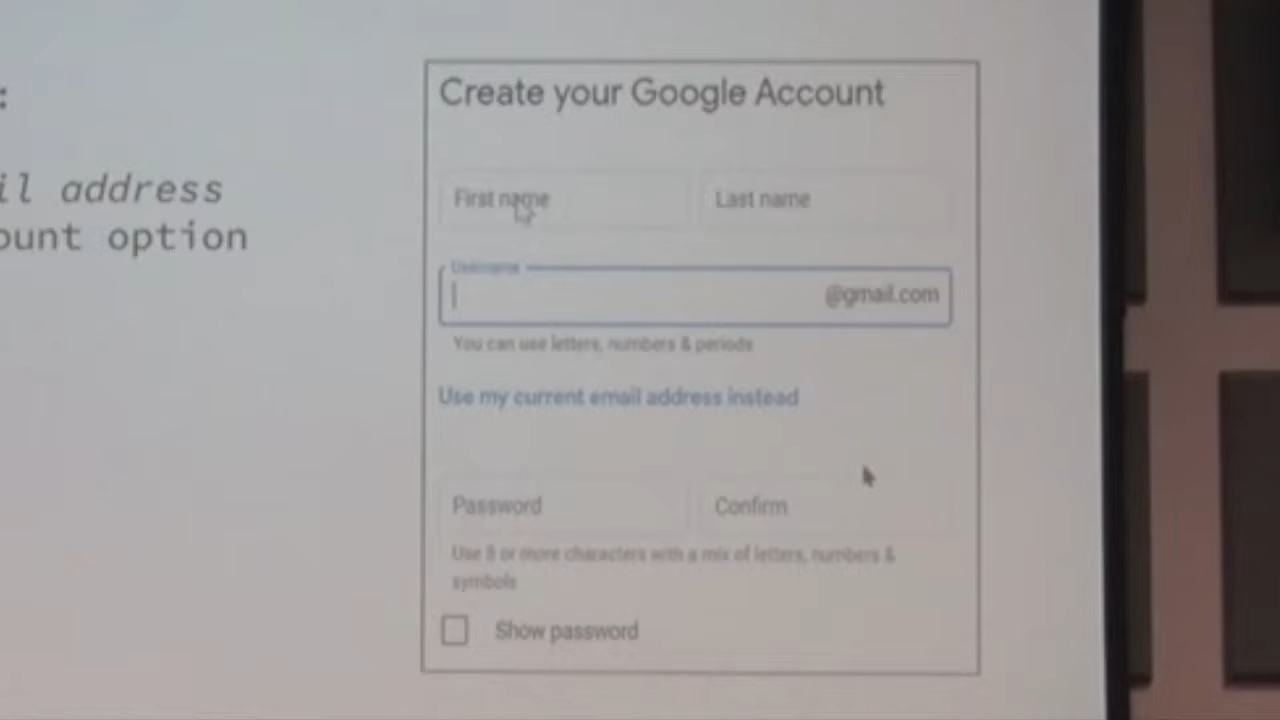 :
il address
ount option
Create your Google Account
First name
Last name
Username
@gmail.com
You can use letters, numbers & periods
Use my current email address instead
Password
Confirm
Use 8 or more characters with a mix of letters, numbers &
symbols
Show password